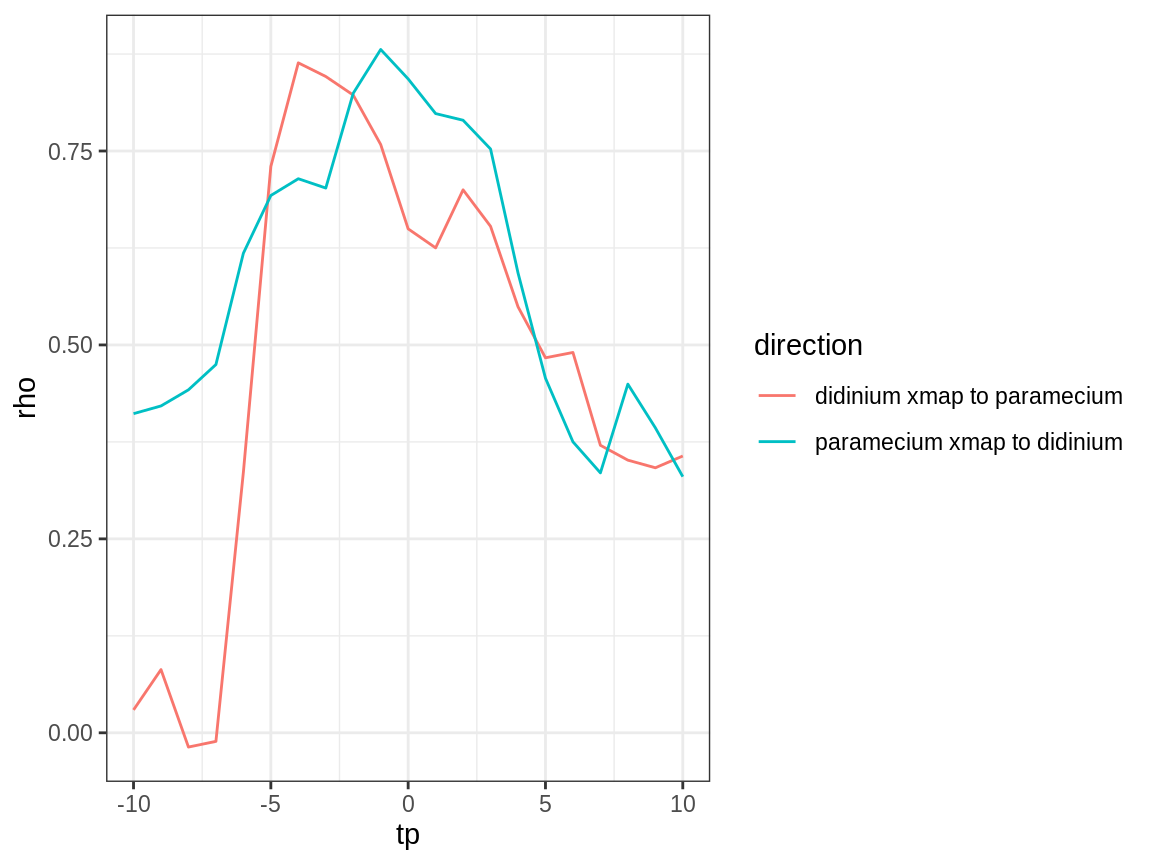 0.75
0.50
0.25
0.00
rho
-10 -5 0 5 10
tp
direction
didinium xmap to paramecium
paramecium xmap to didinium